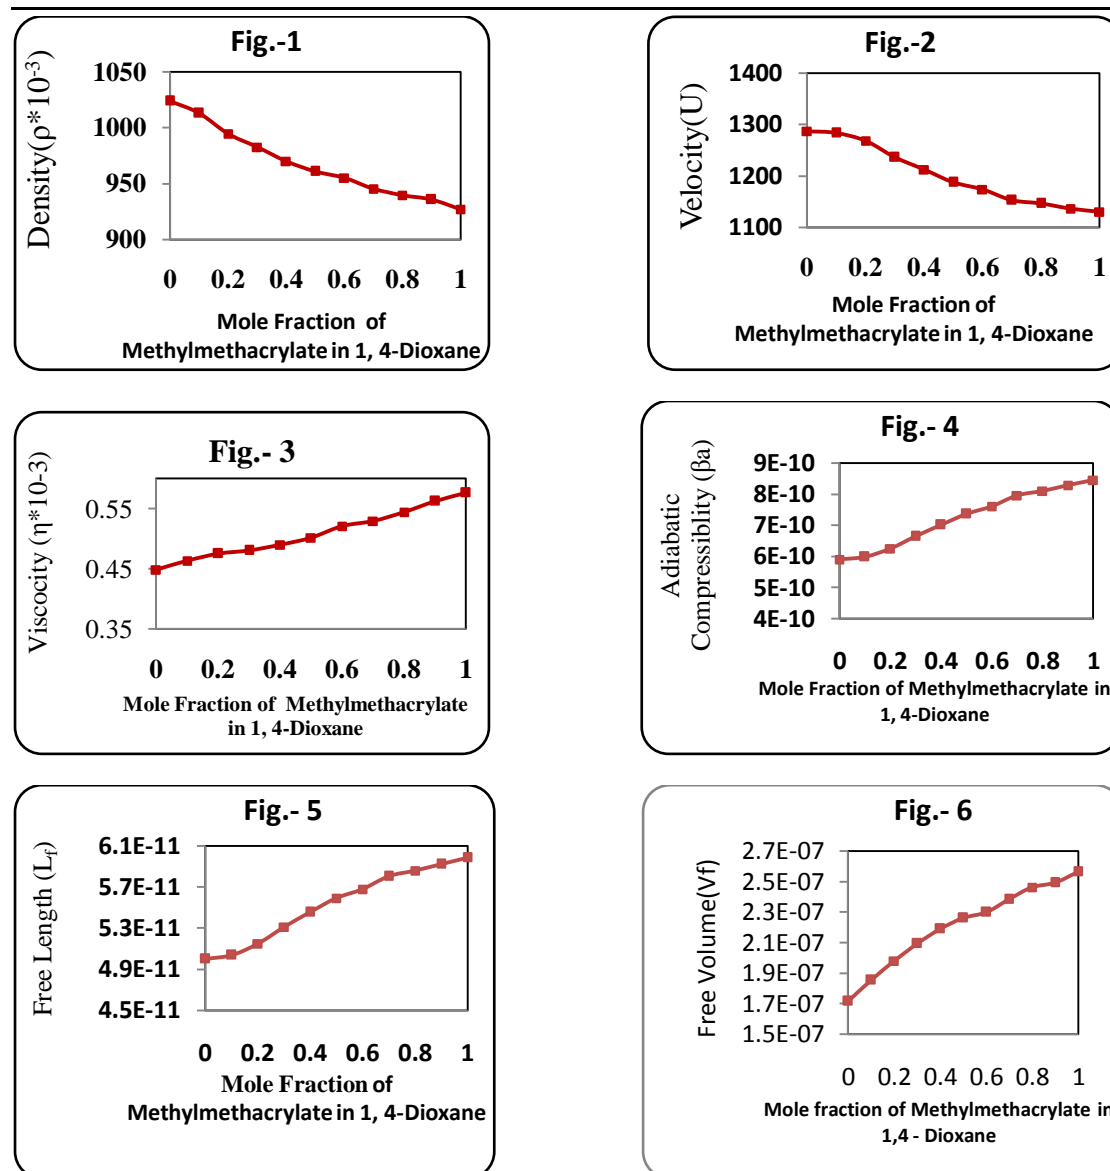 Fig.-1
Density(ρ*10-3)
1050
1000
950
900
0 0.2 0.4 0.6 0.8 1
Mole Fraction of
Methylmethacrylate in 1, 4-Dioxane
Fig.-2
Velocity(U)
1400
1300
1200
1100
0 0.2 0.4 0.6 0.8 1
Mole Fraction of
Methylmethacrylate in 1, 4-Dioxane
Fig.- 3
Viscocity (η*10-3)
0.55
0.45
0.35
0 0.2 0.4 0.6 0.8 1
Mole Fraction of Methylmethacrylate
in 1, 4-Dioxane
Fig.- 4
Adiabatic
Compressiblity (βa)
9E-10
8E-10
7E-10
6E-10
5E-10
4E-10
0 0.2 0.4 0.6 0.8 1
Mole Fraction of Methylmethacrylate in
1, 4-Dioxane
Fig.- 5
Free Length (Lf)
6.1E-11
5.7E-11
5.3E-11
4.9E-11
4.5E-11
0 0.2 0.4 0.6 0.8 1
Mole Fraction of
Methylmethacrylate in 1, 4-Dioxane
Fig.- 6
Free Volume(Vf)
2.7E-07
2.5E-07
2.3E-07
2.1E-07
1.9E-07
1.7E-07
1.5E-07
0 0.2 0.4 0.6 0.8 1
Mole fraction of Methylmethacrylate in
1,4 - Dioxane